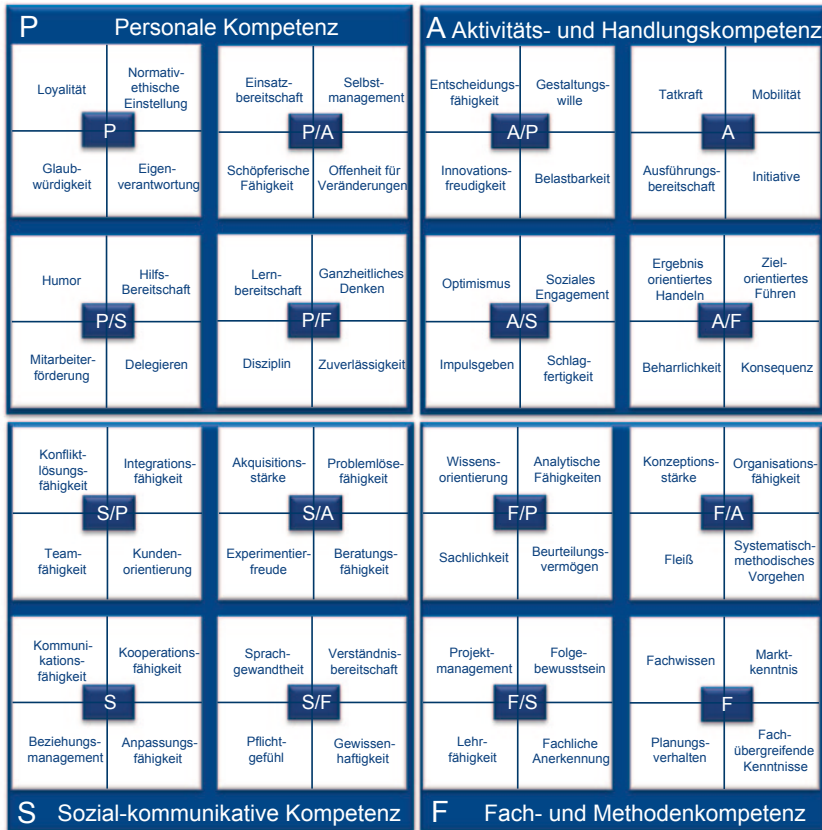 P Personale Kompetenz
Loyalität
Normativ-
ethische
Einstellung
P
Glaub-
würdigkeit
Eigen-
verantwortung
Einsatz-
bereitschaft
Selbst-
management
P/A
Schöpferische
Fähigkeit
Offenheit für
Veränderungen
Humor
Hilfs-
Bereitschaft
P/S
Mitarbeiter-
förderung
Delegieren
Lern-
bereitschaft
Ganzheitliches
Denken
P/F
Disziplin
Zuverlässigkeit
A Aktivitäts- und Handlungskompetenz
Entscheidungs-
fähigkeit
Gestaltungs-
wille
A/P
Innovations-
freudigkeit
Belastbarkeit
Tatkraft
Mobilität
A
Ausführungs-
bereitschaft
Initiative
Optimismus
Soziales
Engagement
A/S
Impulsgeben
Schlag-
fertigkeit
Ergebnis
orientiertes
Handeln
Ziel-
orientiertes
Führen
A/F
Beharrlichkeit
Konsequenz
Konflikt-
lösungs-
fähigkeit
Integrations-
fähigkeit
S/P
Team-
fähigkeit
Kunden-
orientierung
Akquisitions-
stärke
Problemlöse-
fähigkeit
S/A
Experimentier-
freude
Beratungs-
fähigkeit
Kommuni-
kations-
fähigkeit
Kooperations-
fähigkeit
S
Beziehungs-
management
Anpassungs-
fähigkeit
Sprach-
gewandtheit
Verständnis-
bereitschaft
S/F
Pflicht-
gefühl
Gewissen-
haftigkeit
S Sozial-kommunikative Kompetenz
Wissens-
orientierung
Analytische
Fähigkeiten
F/P
Sachlichkeit
Beurteilungs-
vermögen
Konzeptions-
stärke
Organisations-
fähigkeit
F/A
Fleiß
Systematisch-
methodisches
Vorgehen
Projekt-
management
Folge-
bewusstsein
F/S
Lehr-
fähigkeit
Fachliche
Anerkennung
Fachwissen
Markt-
kenntnis
F
Planungs-
verhalten
Fach-
übergreifende
Kenntnisse
F Fach- und Methodenkompetenz